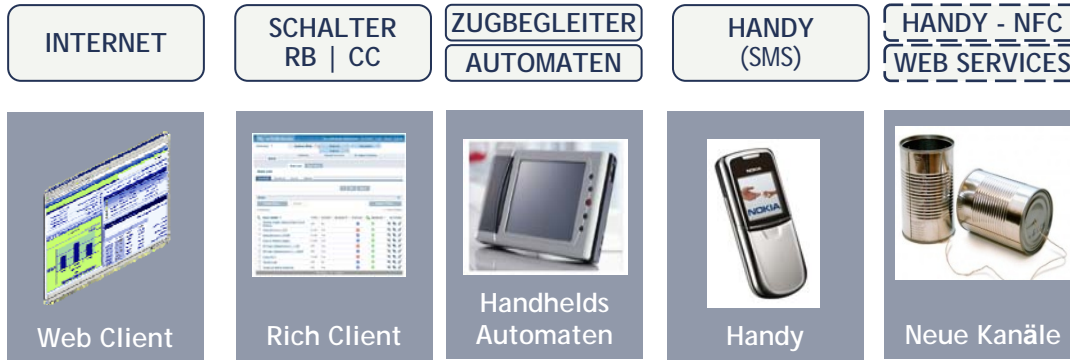 INTERNET
SCHALTER
RB | CC
ZUGBEGLEITER
AUTOMATEN
HANDY
(SMS)
HANDY - NFC
WEB SERVICES
NOKIA
Web Client
Rich Client
Handhelds
Automaten
Handy
Neue Kanäle